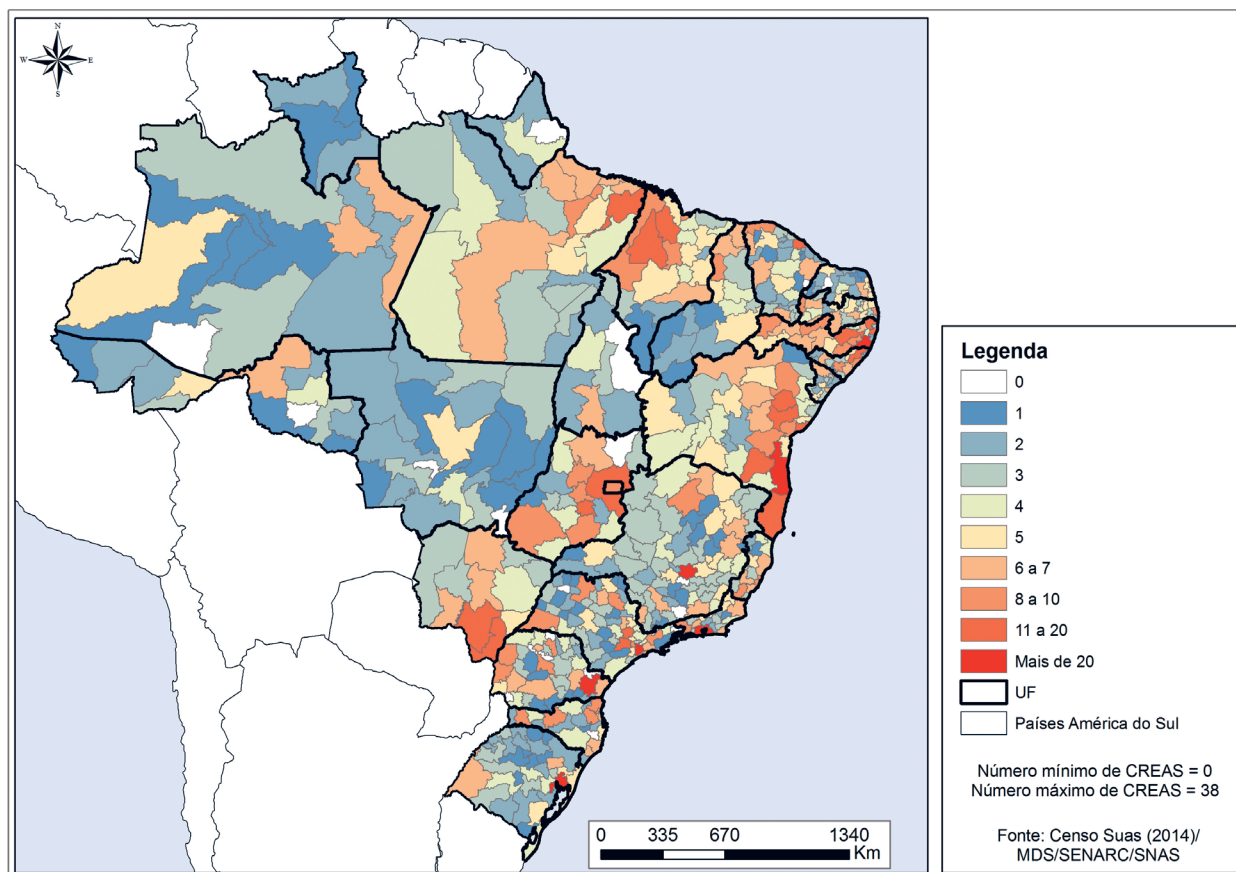 N
W E
S
Legenda
0
1
2
3
4
5
6 a 7
8 a 10
11 a 20
Mais de 20
UF
Países América do Sul
Número mínimo de CREAS = 0
Número máximo de CREAS = 38
Fonte: Censo Suas (2014)/
MDS/SENARC/SNAS
0 335 670 1340
Km